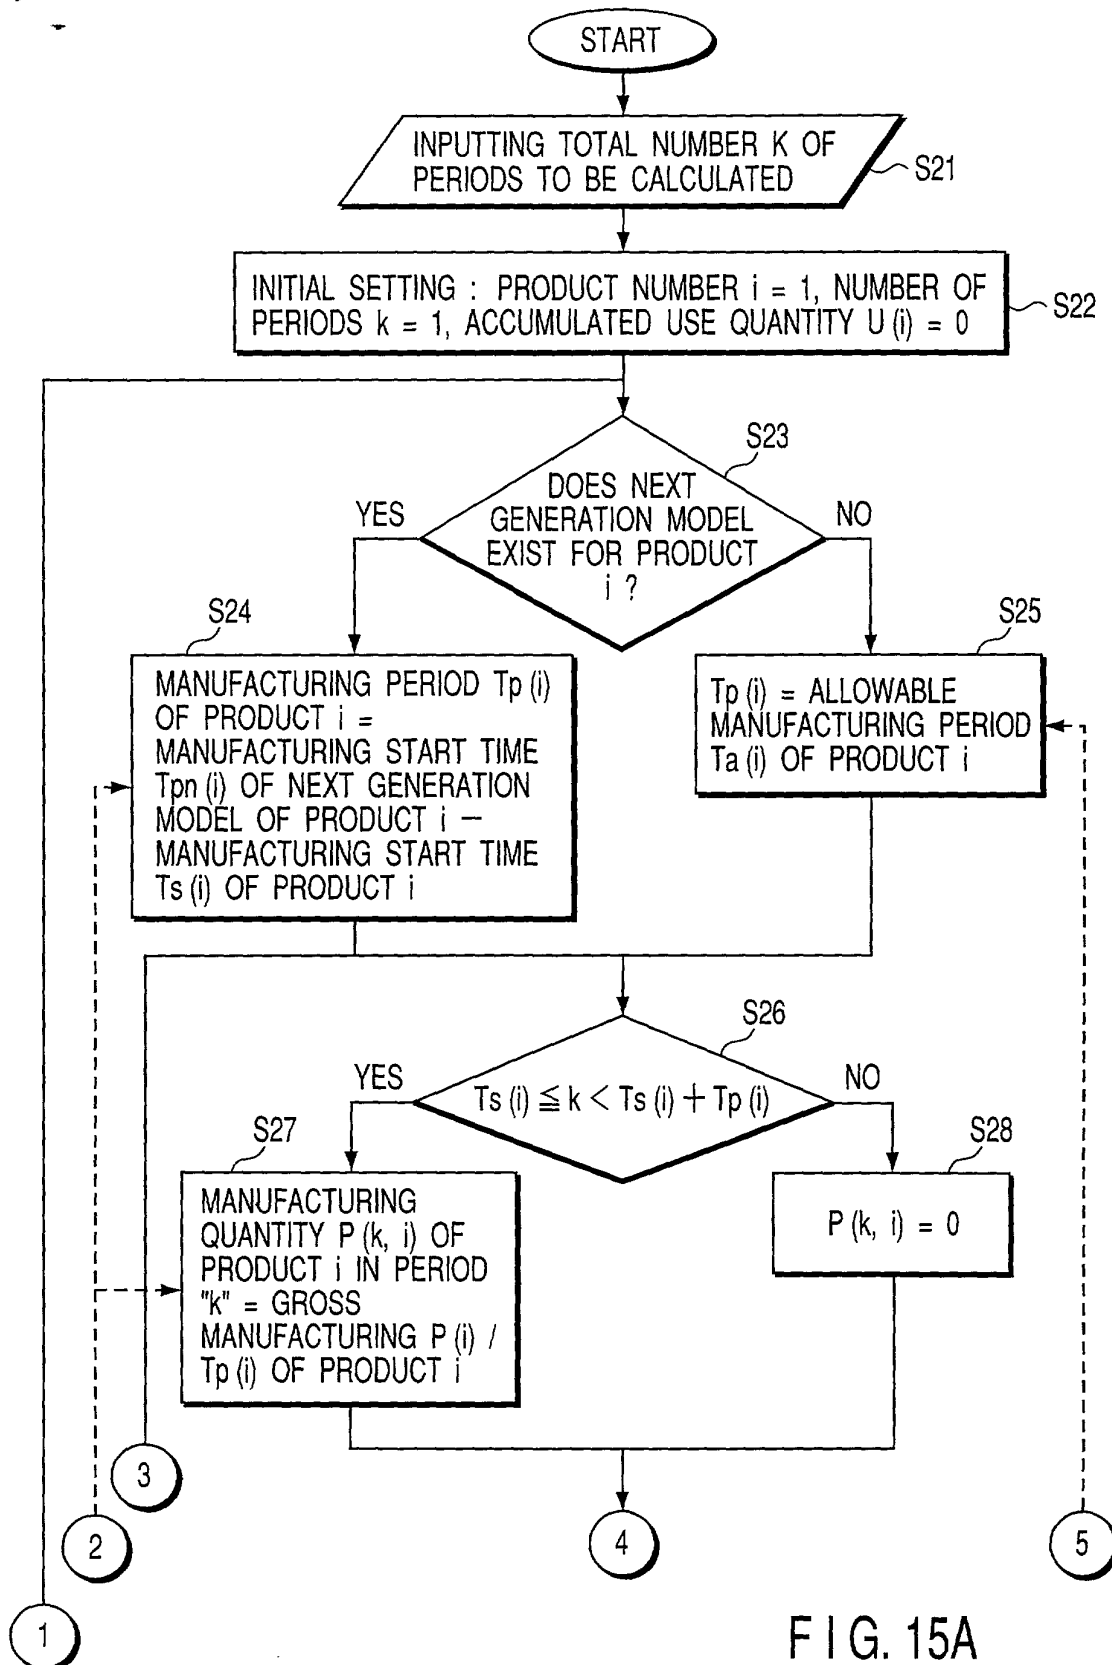 START
INPUTTING TOTAL NUMBER K OF
PERIODS TO BE CALCULATED
S21
INITIAL SETTING : PRODUCT NUMBER i = 1, NUMBER OF
PERIODS k = 1, ACCUMULATED USE QUANTITY U (i) = 0
S22
S23
DOES NEXT
GENERATION MODEL
EXIST FOR PRODUCT
i ?
YES
NO
S24
MANUFACTURING PERIOD Tp (i)
OF PRODUCT i =
MANUFACTURING START TIME
Tpn (i) OF NEXT GENERATION
MODEL OF PRODUCT i −
MANUFACTURING START TIME
Ts (i) OF PRODUCT i
S25
Tp (i) = ALLOWABLE
MANUFACTURING PERIOD
Ta (i) OF PRODUCT i
S26
Ts (i) ≦ k < Ts (i) + Tp (i)
YES
NO
S27
MANUFACTURING
QUANTITY P (k, i) OF
PRODUCT i IN PERIOD
"k" = GROSS
MANUFACTURING P (i) /
Tp (i) OF PRODUCT i
S28
P (k, i) = 0
3
2
4
5
1
FIG. 15A